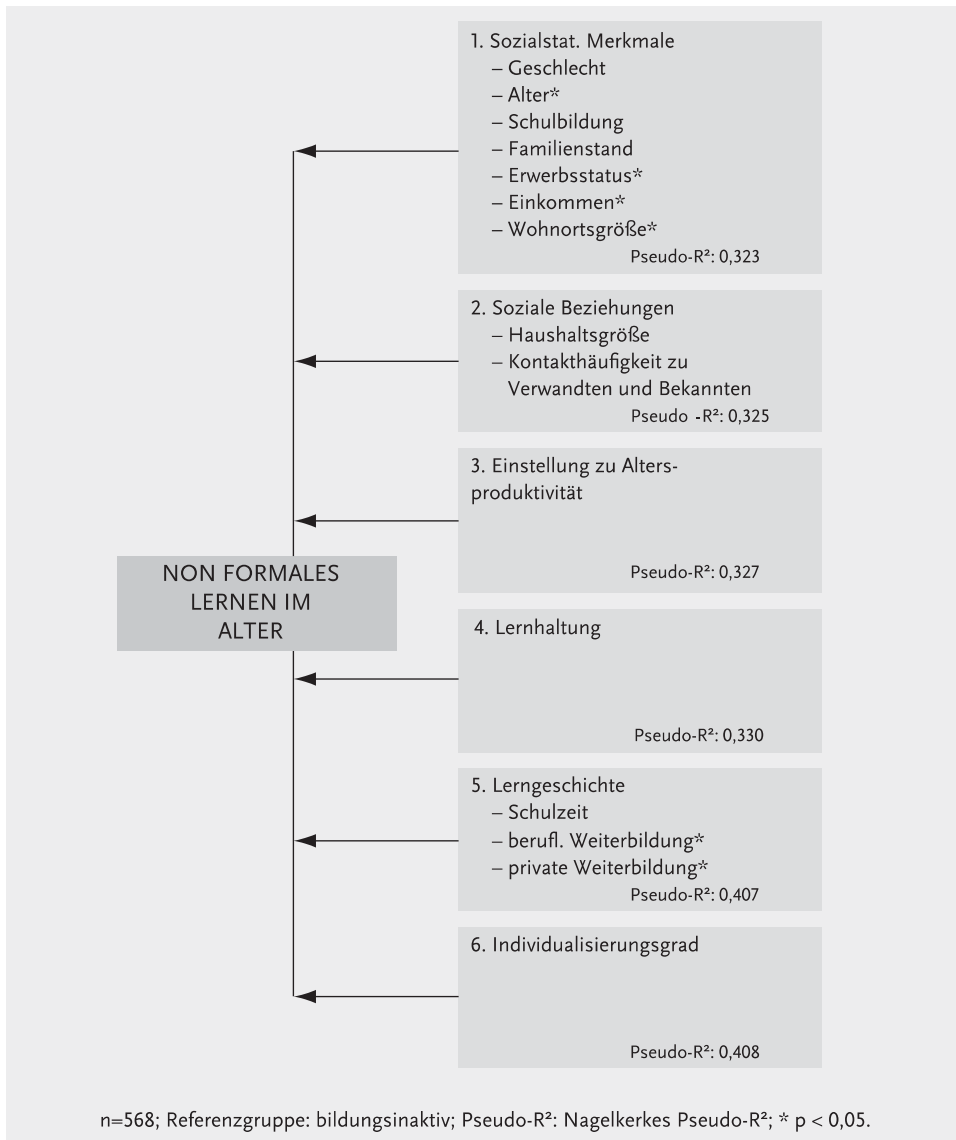 1. Sozialstat. Merkmale
– Geschlecht
– Alter*
– Schulbildung
– Familienstand
– Erwerbsstatus*
– Einkommen*
– Wohnortsgröße*
Pseudo-R²: 0,323
2. Soziale Beziehungen
– Haushaltsgröße
– Kontakthäufigkeit zu
Verwandten und Bekannten
Pseudo -R²: 0,325
3. Einstellung zu Alters-
produktivität
Pseudo-R²: 0,327
NON FORMALES
LERNEN IM
ALTER
4. Lernhaltung
Pseudo-R²: 0,330
5. Lerngeschichte
– Schulzeit
– berufl. Weiterbildung*
– private Weiterbildung*
Pseudo-R²: 0,407
6. Individualisierungsgrad
Pseudo-R²: 0,408
n=568; Referenzgruppe: bildungsinaktiv; Pseudo-R²: Nagelkerkes Pseudo-R²; * p < 0,05.